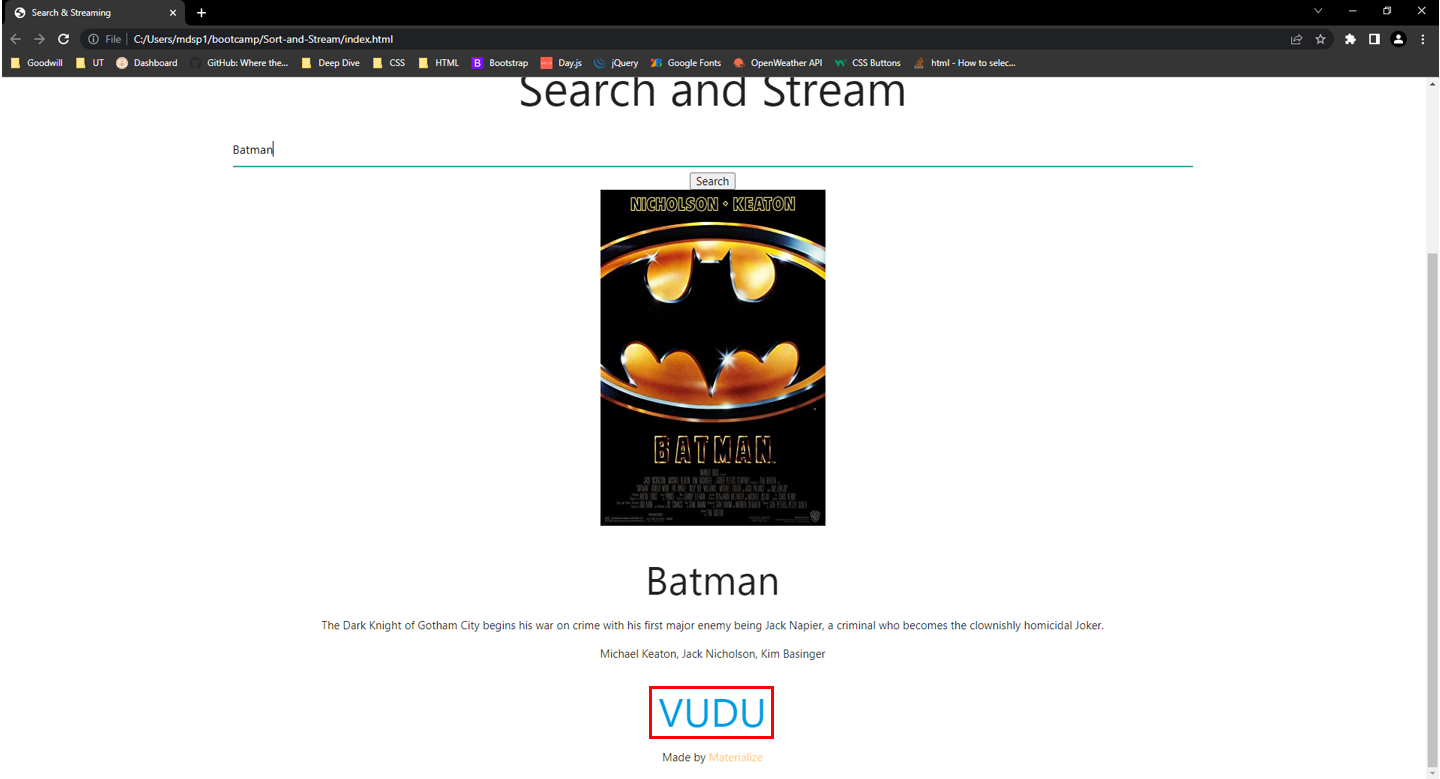 Search & Streaming
File C:/Users/mdsp1/bootcamp/Sort-and-Stream/index.html
Goodwill UT Dashboard GitHub: Where the... Deep Dive CSS HTML Bootstrap Day.js jQuery Google Fonts OpenWeather API CSS Buttons html - How to selec...
Search and Stream
Batman
Search
NICHOLSON · KEATON
BATMAN
Batman
The Dark Knight of Gotham City begins his war on crime with his first major enemy being Jack Napier, a criminal who becomes the clownishly homicidal Joker.
Michael Keaton, Jack Nicholson, Kim Basinger
VUDU
Made by Materialize